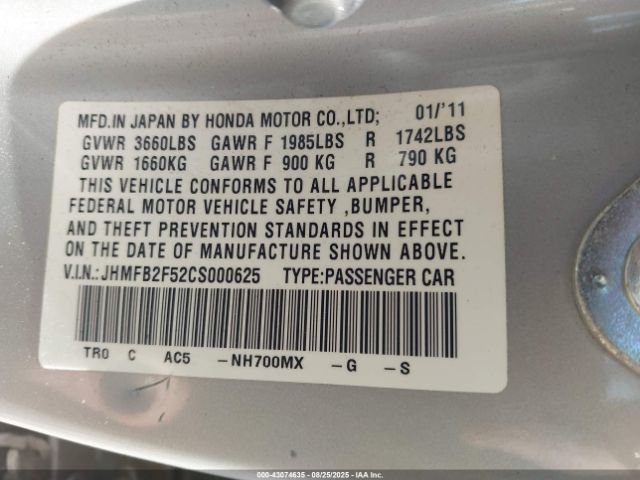 MFD.IN JAPAN BY HONDA MOTOR CO.,LTD; 01/'11
GVWR 3660LBS GAWR F 1985LBS R 1742LBS
GVWR 1660KG GAWR F 900 KG R 790 KG
THIS VEHICLE CONFORMS TO ALL APPLICABLE
FEDERAL MOTOR VEHICLE SAFETY ,BUMPER,
AND THEFT PREVENTION STANDARDS IN EFFECT
ON THE DATE OF MANUFACTURE SHOWN ABOVE.
V.I.N.:JHMFB2F52CS000625 TYPE:PASSENGER CAR
TR0 C AC5 -NH700MX -G -S
000-43074635 - 08/25/2025 - IAA Inc.